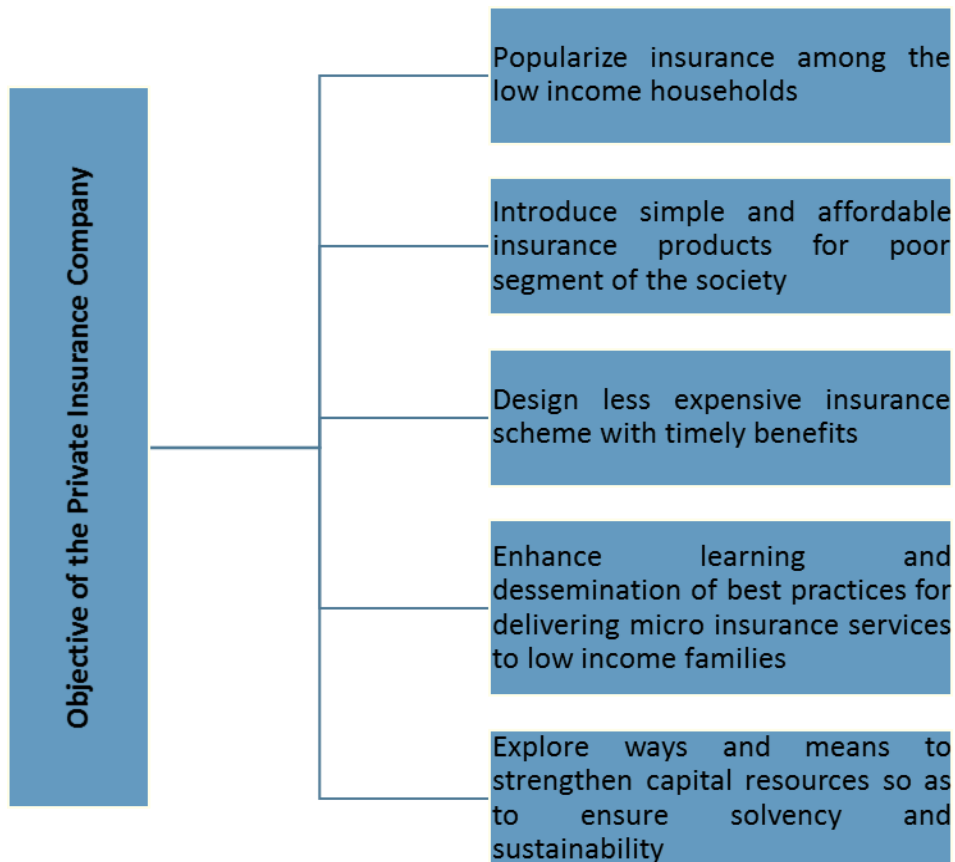 Objective of the Private Insurance Company
Popularize insurance among the
low income households
Introduce simple and affordable
insurance products for poor
segment of the society
Design less expensive insurance
scheme with timely benefits
Enhance learning and
dessemination of best practices for
delivering micro insurance services
to low income families
Explore ways and means to
strengthen capital resources so as
to ensure solvency and
sustainability